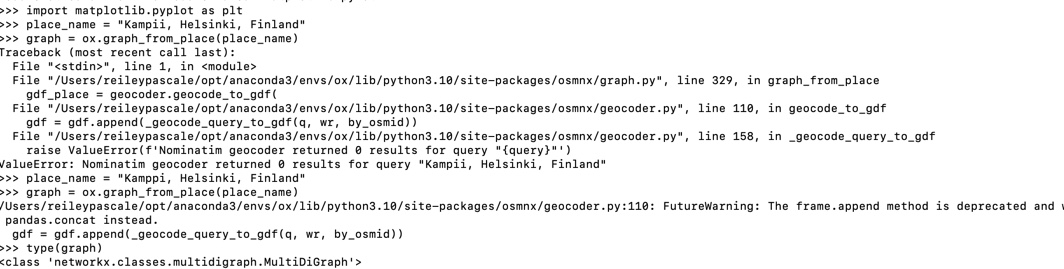 >>> import matplotlib.pyplot as plt
>>> place_name = "Kampii, Helsinki, Finland"
>>> graph = ox.graph_from_place(place_name)
Traceback (most recent call last):
  File "<stdin>", line 1, in <module>
  File "/Users/reileypascale/opt/anaconda3/envs/ox/lib/python3.10/site-packages/osmnx/graph.py", line 329, in graph_from_place
    gdf_place = geocoder.geocode_to_gdf(
  File "/Users/reileypascale/opt/anaconda3/envs/ox/lib/python3.10/site-packages/osmnx/geocoder.py", line 110, in geocode_to_gdf
    gdf = gdf.append(_geocode_query_to_gdf(q, wr, by_osmid))
  File "/Users/reileypascale/opt/anaconda3/envs/ox/lib/python3.10/site-packages/osmnx/geocoder.py", line 158, in _geocode_query_to_gdf
    raise ValueError(f'Nominatim geocoder returned 0 results for query "{query}"')
ValueError: Nominatim geocoder returned 0 results for query "Kampii, Helsinki, Finland"
>>> place_name = "Kamppi, Helsinki, Finland"
>>> graph = ox.graph_from_place(place_name)
/Users/reileypascale/opt/anaconda3/envs/ox/lib/python3.10/site-packages/osmnx/geocoder.py:110: FutureWarning: The frame.append method is deprecated and
pandas.concat instead.
  gdf = gdf.append(_geocode_query_to_gdf(q, wr, by_osmid))
>>> type(graph)
<class 'networkx.classes.multidigraph.MultiDiGraph'>